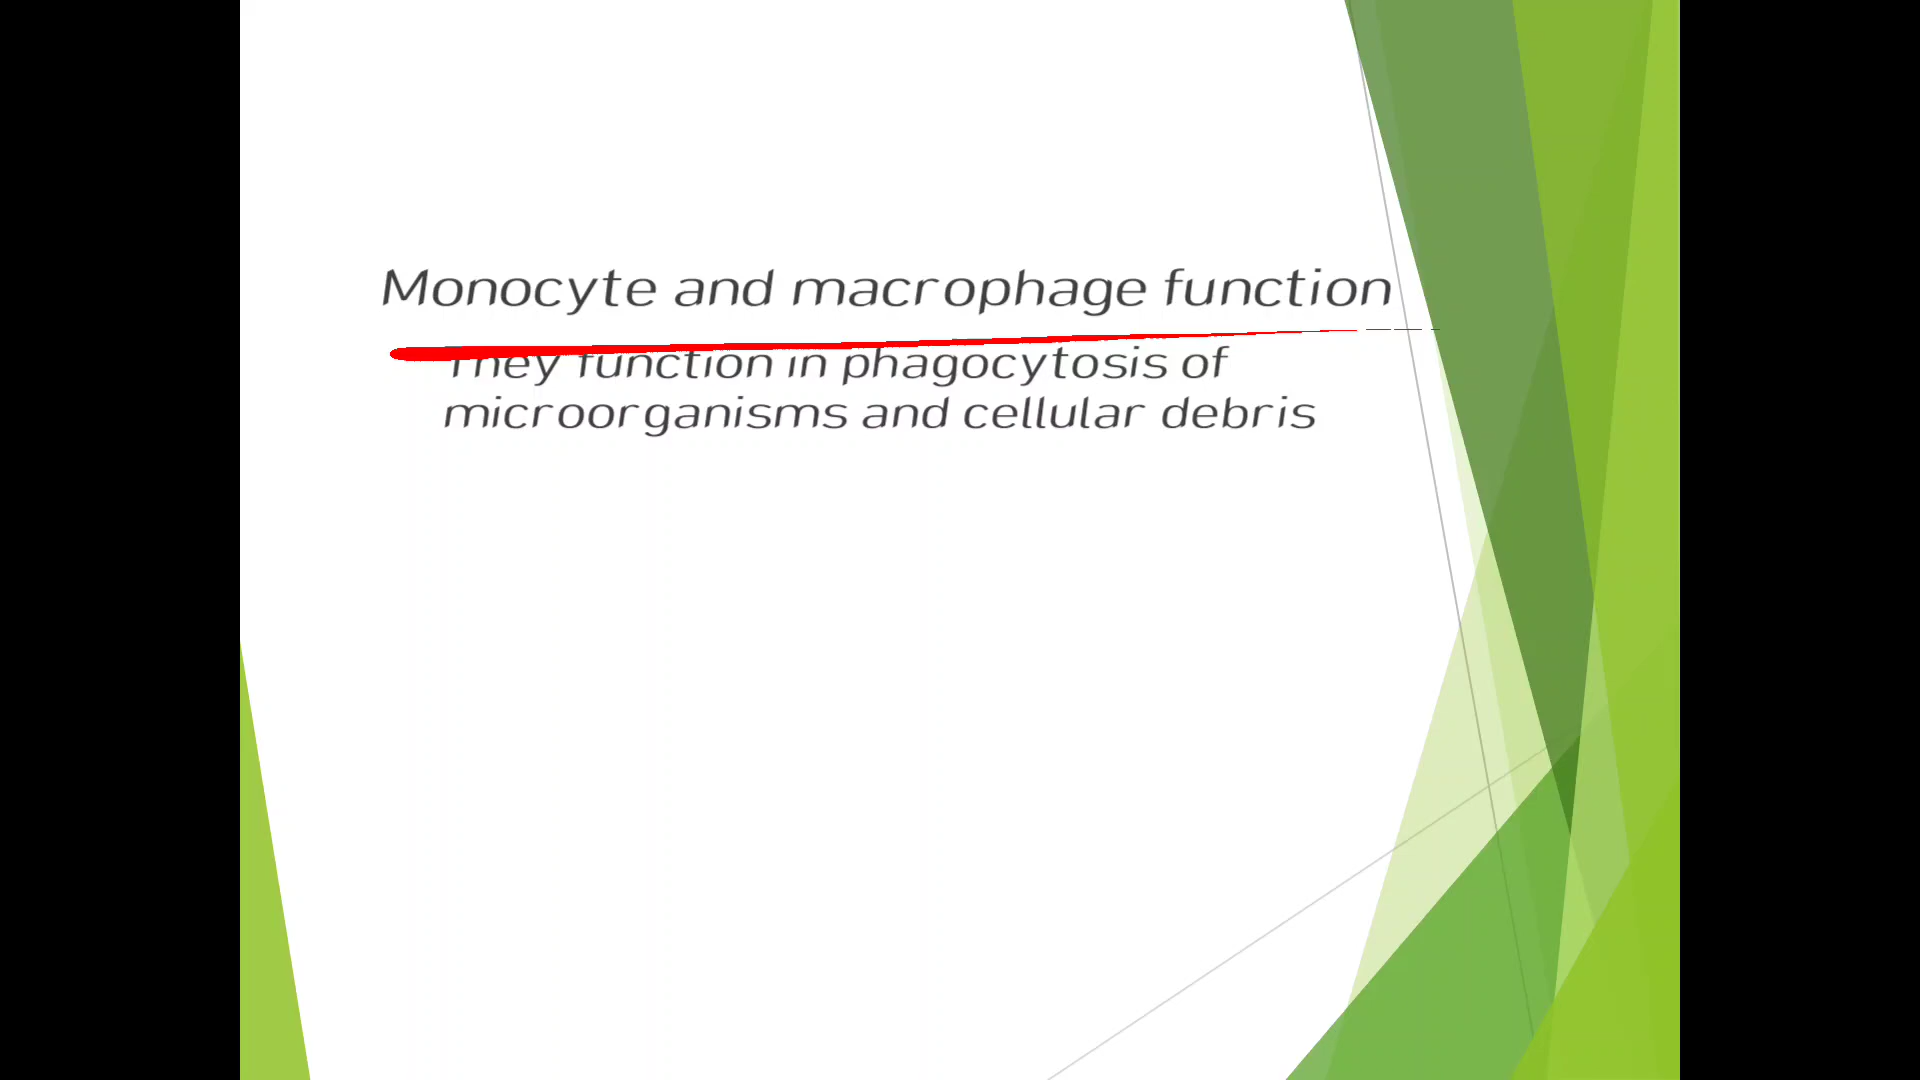 Monocyte and macrophage function
They function in phagocytosis of
microorganisms and cellular debris